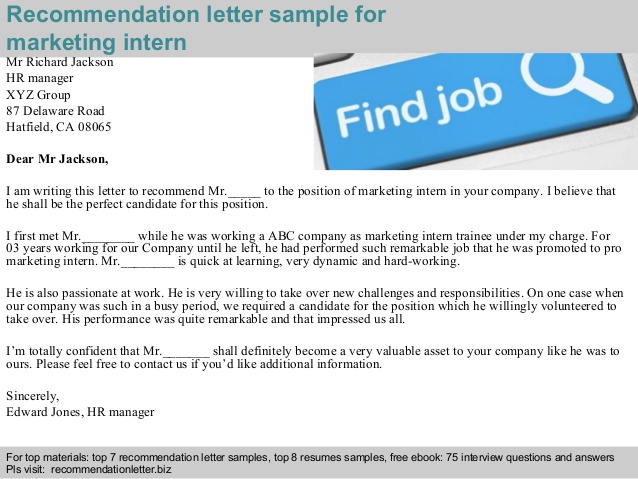 Recommendation letter sample for
marketing intern
Mr Richard Jackson
HR manager
XYZ Group
87 Delaware Road
Hatfield, CA 08065
Find job
Dear Mr Jackson,
I am writing this letter to recommend Mr._____ to the position of marketing intern in your company. I believe that
he shall be the perfect candidate for this position.
I first met Mr.________ while he was working a ABC company as marketing intern trainee under my charge. For
03 years working for our Company until he left, he had performed such remarkable job that he was promoted to pro
marketing intern. Mr.________ is quick at learning, very dynamic and hard-working.
He is also passionate at work. He is very willing to take over new challenges and responsibilities. On one case when
our company was such in a busy period, we required a candidate for the position which he willingly volunteered to
take over. His performance was quite remarkable and that impressed us all.
I’m totally confident that Mr._______ shall definitely become a very valuable asset to your company like he was to
ours. Please feel free to contact us if you’d like additional information.
Sincerely,
Edward Jones, HR manager
For top materials: top 7 recommendation letter samples, top 8 resumes samples, free ebook: 75 interview questions and answers
Pls visit: recommendationletter.biz